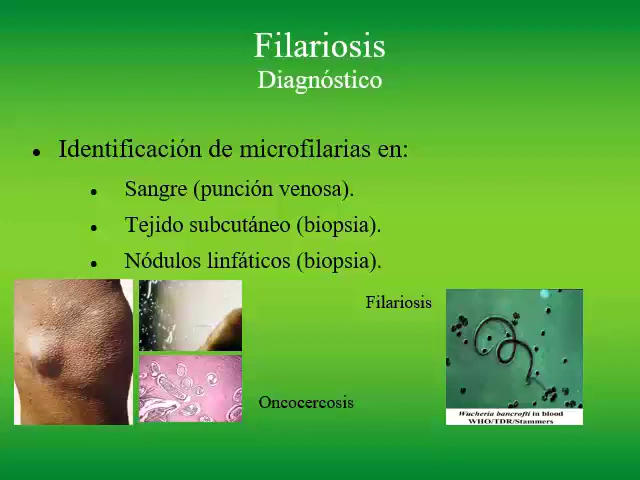 Filariosis
Diagnóstico
Identificación de microfilarias en:
Sangre (punción venosa).
Tejido subcutáneo (biopsia).
Nódulos linfáticos (biopsia).
Filariosis
Oncocercosis
Wucheria bancrofti in blood
WHO/TDR/Stammers